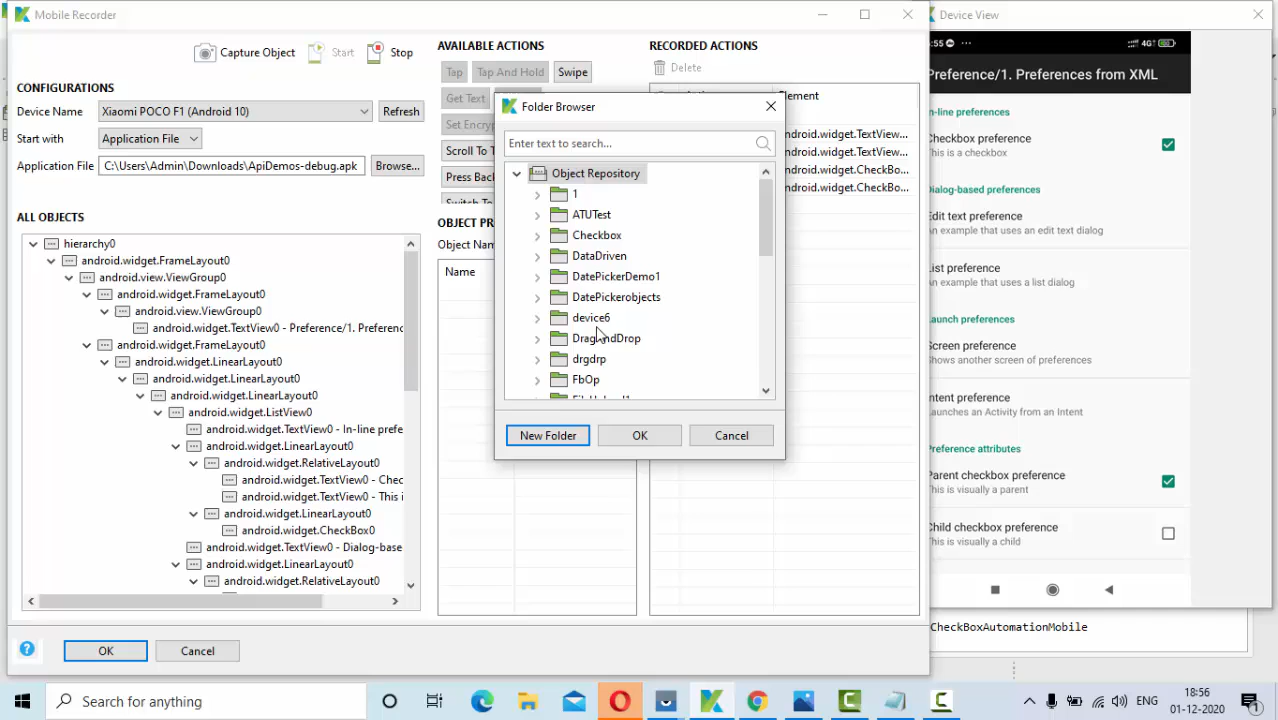 Mobile Recorder
Device View
Capture Object
Start
Stop
AVAILABLE ACTIONS
RECORDED ACTIONS
Tap
Tap And Hold
Swipe
Delete
CONFIGURATIONS
Device Name
Xiaomi POCO F1 (Android 10)
Refresh
Start with
Application File
Application File
C:\Users\Admin\Downloads\ApiDemos-debug.apk
Browse...
Get Text
Set Encryp
Scroll To T
Press Back
Switch To
Element
ndroid.widget.TextView...
ndroid.widget.TextView...
ndroid.widget.CheckBo...
ndroid.widget.CheckBo...
Folder Browser
Enter text to search...
Object Repository
1
ATUTest
Checkbox
DataDriven
DatePickerDemo1
DatePickerobjects
device6
DragAndDrop
drgdrp
FbOp
New Folder
OK
Cancel
ALL OBJECTS
hierarchy0
android.widget.FrameLayout0
android.view.ViewGroup0
android.widget.FrameLayout0
android.view.ViewGroup0
android.widget.TextView0 - Preference/1. Preferenc
android.widget.FrameLayout0
android.widget.LinearLayout0
android.widget.LinearLayout0
android.widget.LinearLayout0
android.widget.ListView0
android.widget.TextView0 - In-line prefe
android.widget.LinearLayout0
android.widget.RelativeLayout0
android.widget.TextView0 - Chec
android.widget.TextView0 - This i
android.widget.LinearLayout0
android.widget.CheckBox0
android.widget.TextView0 - Dialog-base
android.widget.LinearLayout0
android.widget.RelativeLayout0
OBJECT PR
Object Nam
Name
OK
Cancel
:55
4G
Preference/1. Preferences from XML
n-line preferences
Checkbox preference
This is a checkbox
Dialog-based preferences
Edit text preference
An example that uses an edit text dialog
List preference
An example that uses a list dialog
Launch preferences
Screen preference
Shows another screen of preferences
Intent preference
Launches an Activity from an Intent
Preference attributes
Parent checkbox preference
This is visually a parent
Child checkbox preference
This is visually a child
CheckBoxAutomationMobile
Search for anything
ENG
18:56
01-12-2020
1